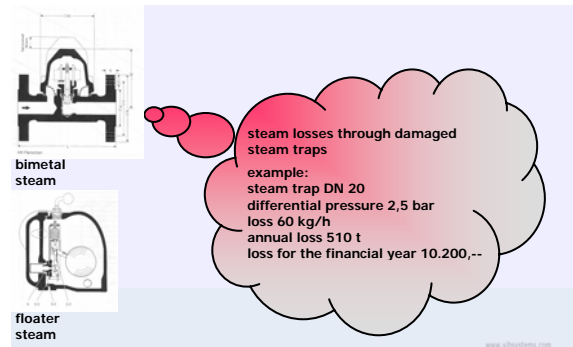 bimetal
steam
floater
steam
steam losses through damaged
steam traps
example:
steam trap DN 20
differential pressure 2,5 bar
loss 60 kg/h
annual loss 510 t
loss for the financial year 10.200,--